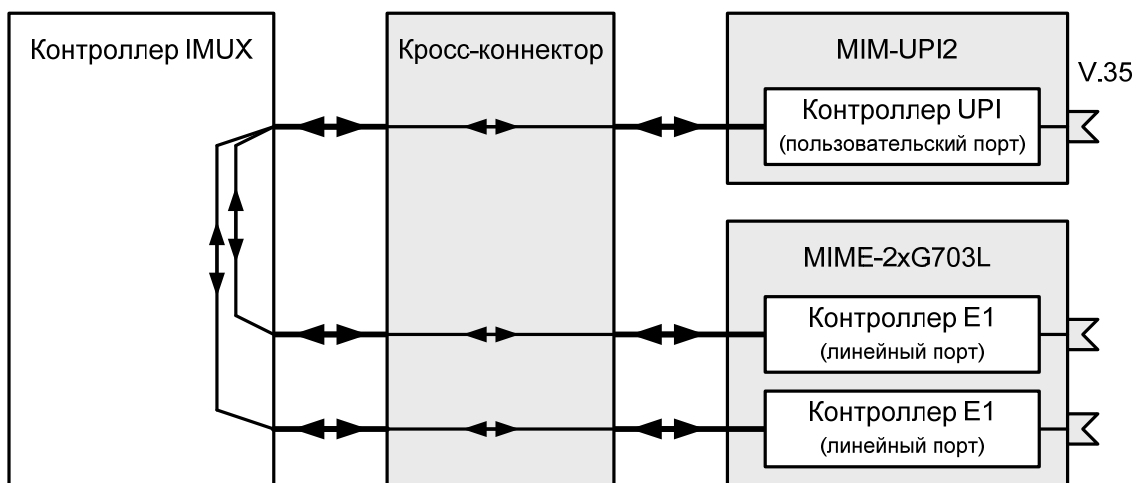 Контроллер IMUX
Кросс-коннектор
MIM-UPI2
V.35
Контроллер UPI
(пользовательский порт)
MIME-2xG703L
Контроллер E1
(линейный порт)
Контроллер E1
(линейный порт)